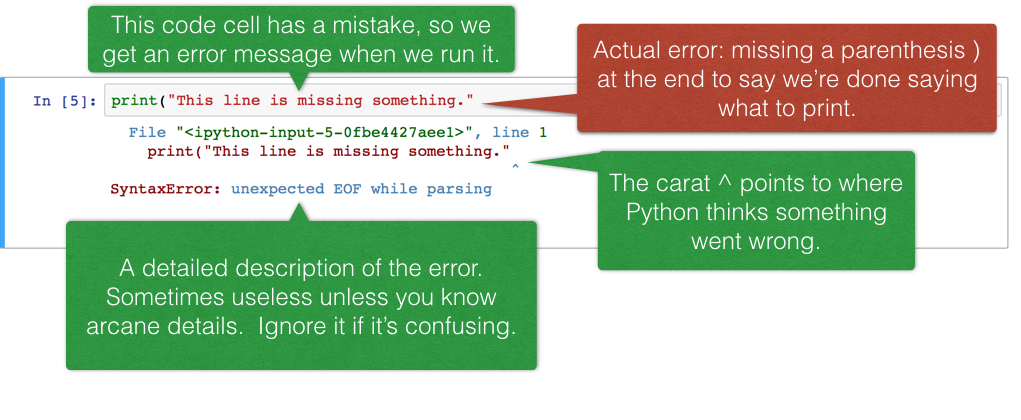 This code cell has a mistake, so we
get an error message when we run it.
Actual error: missing a parenthesis )
at the end to say we’re done saying
what to print.
In [5]: print("This line is missing something."
File "<ipython-input-5-0fbe4427aee1>", line 1
print("This line is missing something."
^
SyntaxError: unexpected EOF while parsing
The carat ^ points to where
Python thinks something
went wrong.
A detailed description of the error.
Sometimes useless unless you know
arcane details.  Ignore it if it’s confusing.